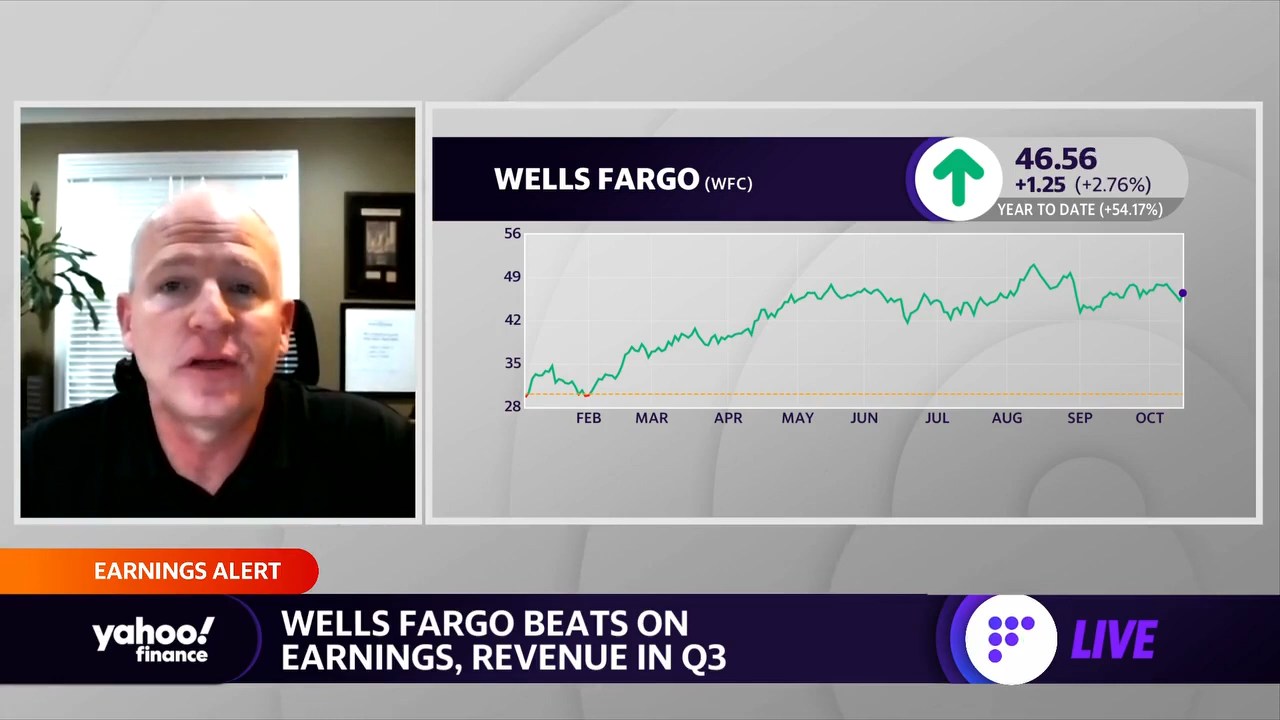 WELLS FARGO (WFC)
46.56
+1.25 (+2.76%)
YEAR TO DATE (+54.17%)
56
49
42
35
28
FEB MAR APR MAY JUN JUL AUG SEP OCT
EARNINGS ALERT
yahoo!
finance
WELLS FARGO BEATS ON
EARNINGS, REVENUE IN Q3
LIVE